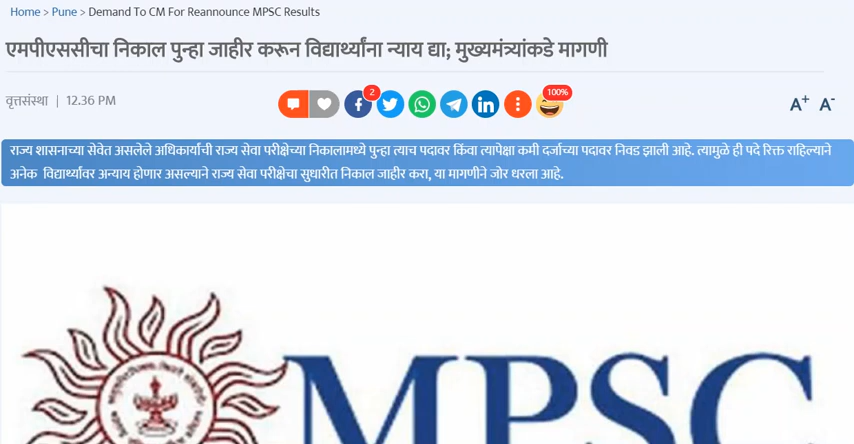 Home > Pune > Demand To CM For Reannounce MPSC Results
एमपीएससीचा निकाल पुन्हा जाहीर करून विद्यार्थ्यांना न्याय द्या; मुख्यमंत्र्यांकडे मागणी
वृत्तसंस्था | 12.36 PM
2
100%
A+ A-
राज्य शासनाच्या सेवेत असलेले अधिकार्याची राज्य सेवा परीक्षेच्या निकालामध्ये पुन्हा त्याच पदावर किंवा त्यापेक्षा कमी दर्जाच्या पदावर निवड झाली आहे. त्यामुळे ही पदे रिक्त राहिल्याने
अनेक विद्यार्थ्यांवर अन्याय होणार असल्याने राज्य सेवा परीक्षेचा सुधारीत निकाल जाहीर करा, या मागणीने जोर धरला आहे.
MPSC